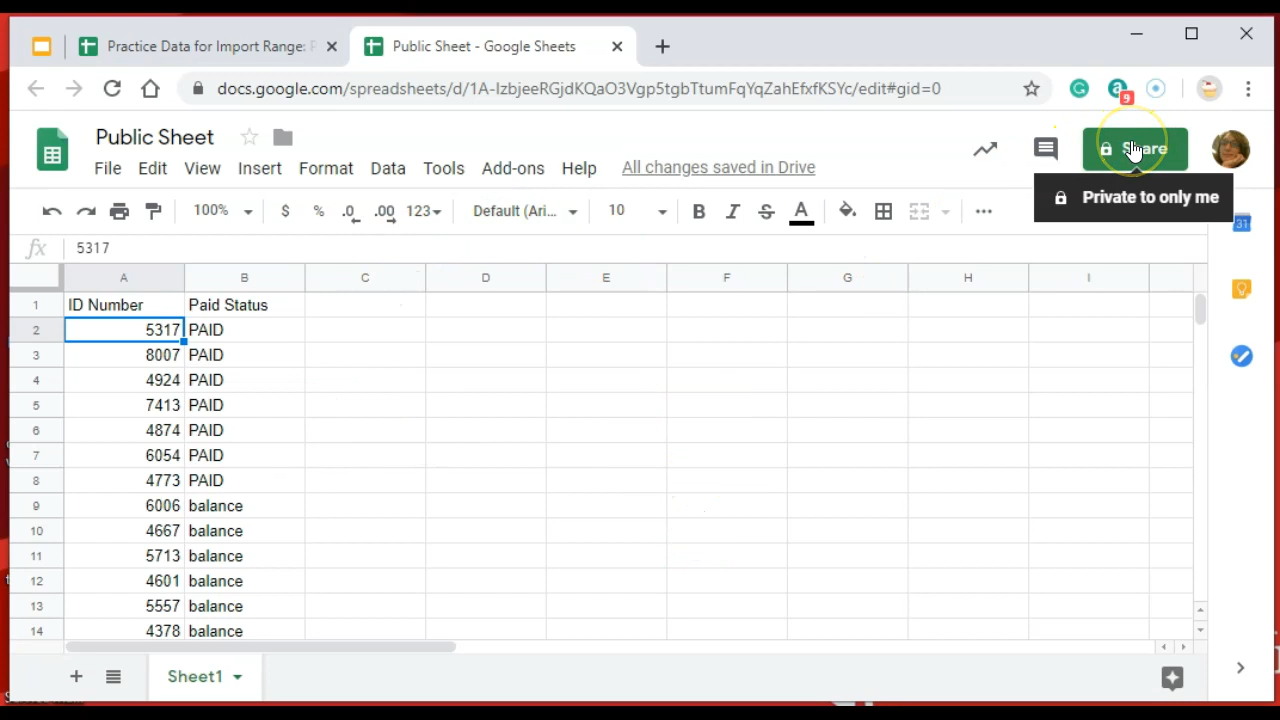 Practice Data for Import Range:
Public Sheet - Google Sheets
docs.google.com/spreadsheets/d/1A-IzbjeeRGjdKQaO3Vgp5tgbTtumFqYqZahEfxfKSYc/edit#gid=0
9
Public Sheet
File Edit View Insert Format Data Tools Add-ons Help All changes saved in Drive
Share
Private to only me
100% $ % .0 .00 123 Default (Ari... 10 B I S A
31
fx 5317
A B C D E F G H I
1 ID Number Paid Status
2 5317 PAID
3 8007 PAID
4 4924 PAID
5 7413 PAID
6 4874 PAID
7 6054 PAID
8 4773 PAID
9 6006 balance
10 4667 balance
11 5713 balance
12 4601 balance
13 5557 balance
14 4378 balance
Sheet1